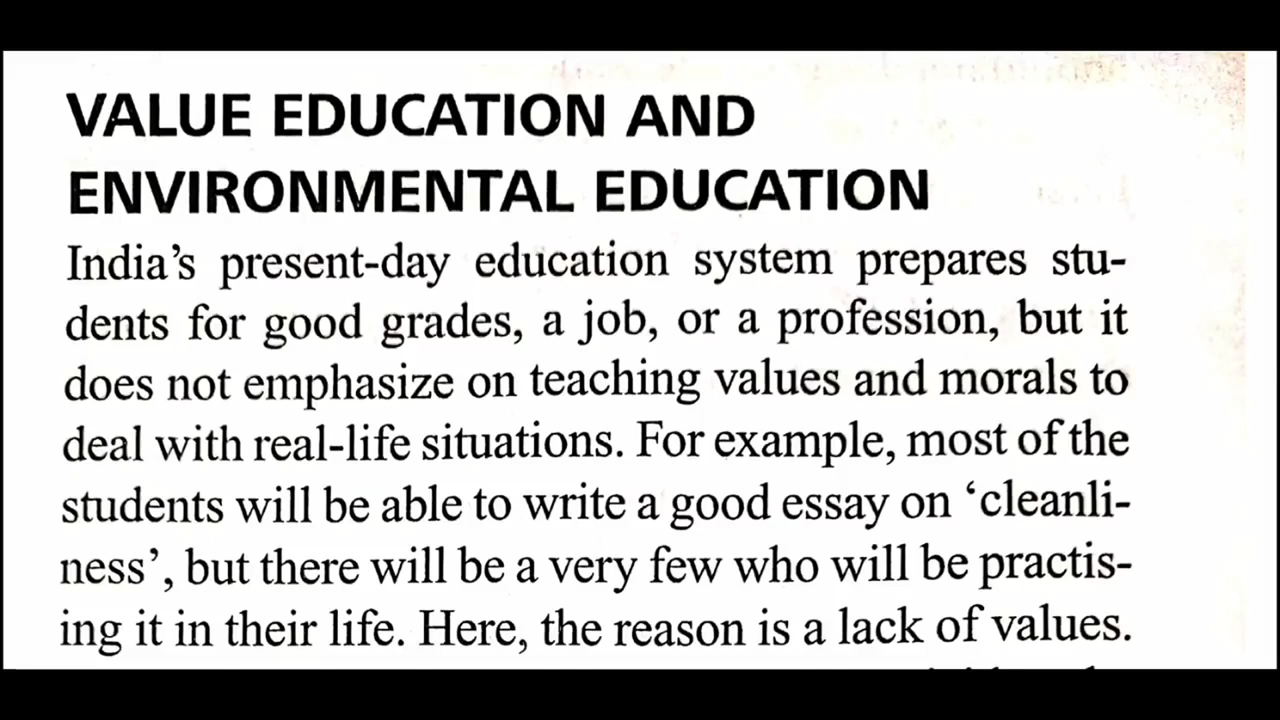 VALUE EDUCATION AND
ENVIRONMENTAL EDUCATION
India’s present-day education system prepares stu-
dents for good grades, a job, or a profession, but it
does not emphasize on teaching values and morals to
deal with real-life situations. For example, most of the
students will be able to write a good essay on ‘cleanli-
ness’, but there will be a very few who will be practis-
ing it in their life. Here, the reason is a lack of values.